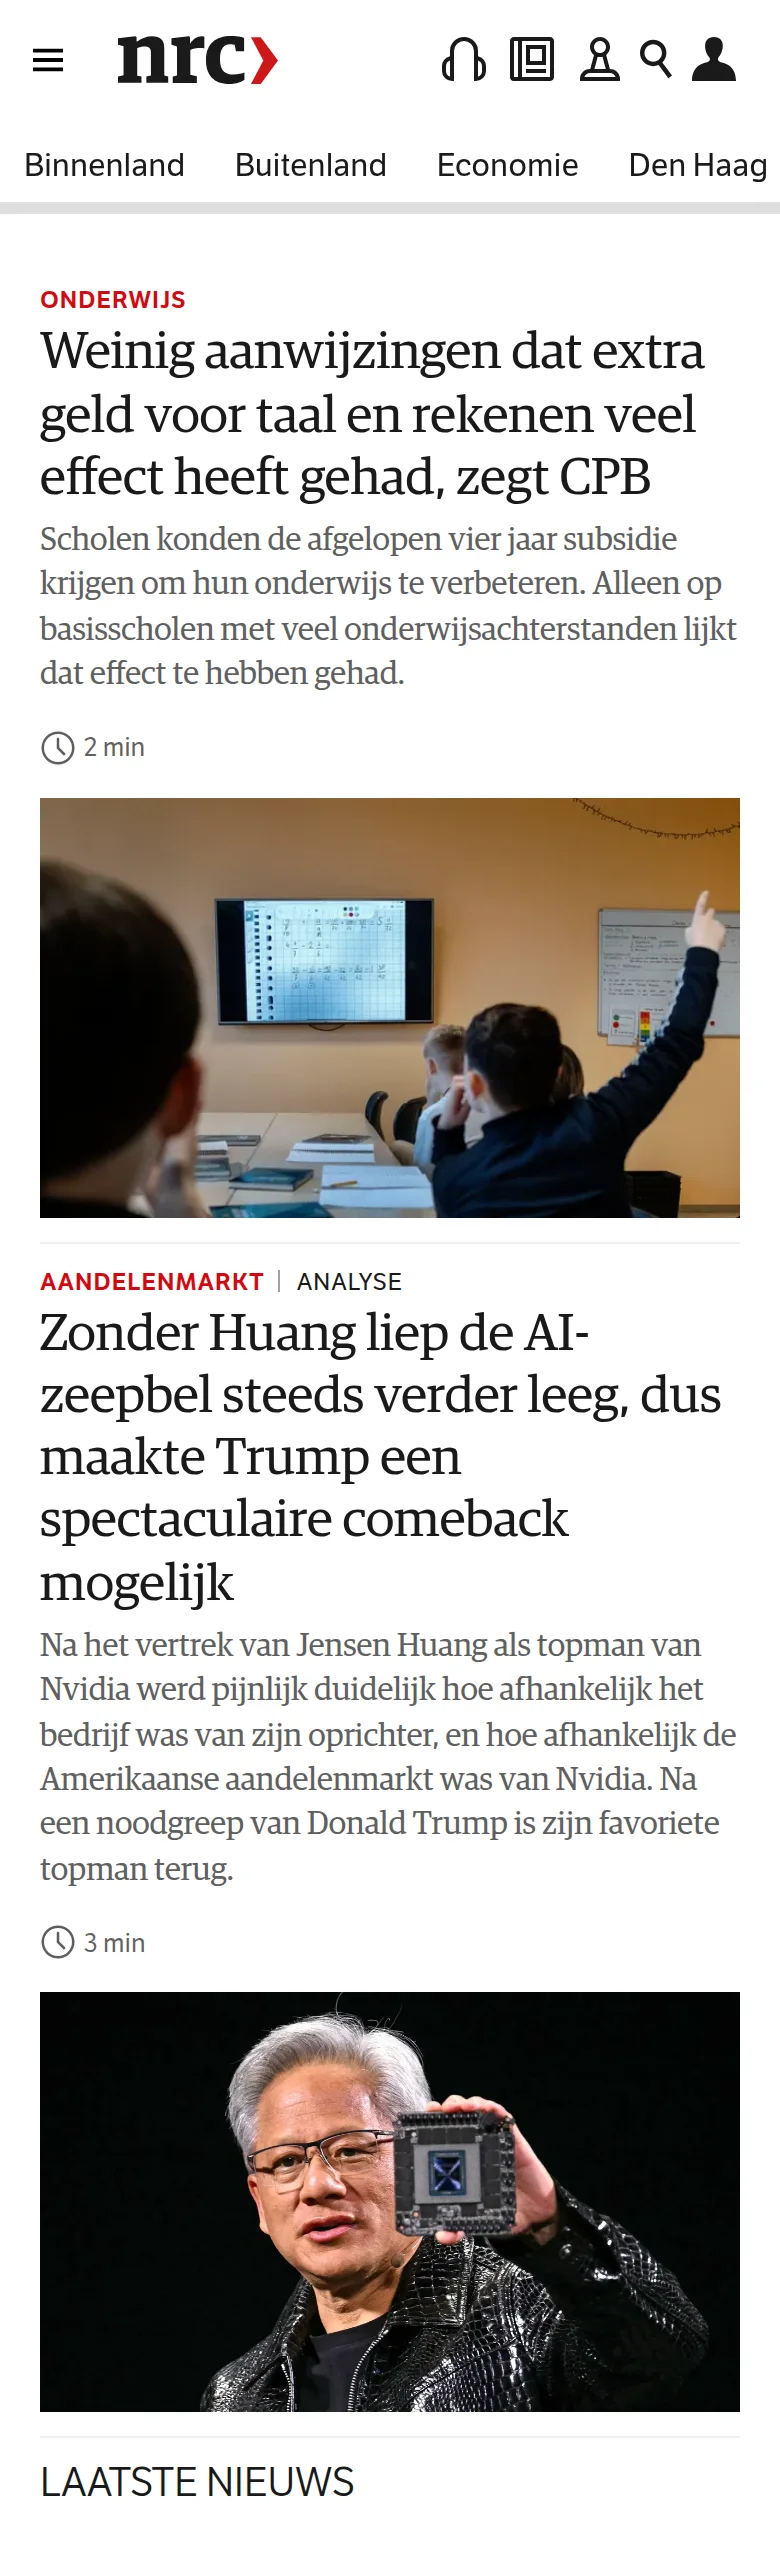 nrc
Binnenland Buitenland Economie Den Haag
ONDERWIJS
Weinig aanwijzingen dat extra
geld voor taal en rekenen veel
effect heeft gehad, zegt CPB
Scholen konden de afgelopen vier jaar subsidie
krijgen om hun onderwijs te verbeteren. Alleen op
basisscholen met veel onderwijsachterstanden lijkt
dat effect te hebben gehad.
2 min
AANDELENMARKT | ANALYSE
Zonder Huang liep de AI-
zeepbel steeds verder leeg, dus
maakte Trump een
spectaculaire comeback
mogelijk
Na het vertrek van Jensen Huang als topman van
Nvidia werd pijnlijk duidelijk hoe afhankelijk het
bedrijf was van zijn oprichter, en hoe afhankelijk de
Amerikaanse aandelenmarkt was van Nvidia. Na
een noodgreep van Donald Trump is zijn favoriete
topman terug.
3 min
LAATSTE NIEUWS